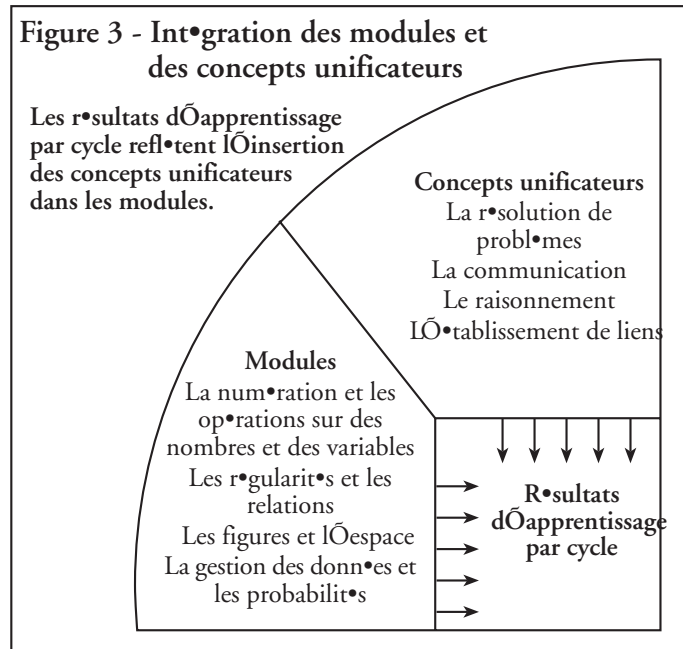 Figure 3 - Int•gration des modules et
des concepts unificateurs
Les r•sultats dÕapprentissage
par cycle refl•tent lÕinsertion
des concepts unificateurs
dans les modules.
Concepts unificateurs
La r•solution de
probl•mes
La communication
Le raisonnement
LÕ•tablissement de liens
Modules
La num•ration et les
op•rations sur des
nombres et des variables
Les r•gularit•s et les
relations
Les figures et lÕespace
La gestion des donn•es et
les probabilit•s
R•sultats
dÕapprentissage
par cycle